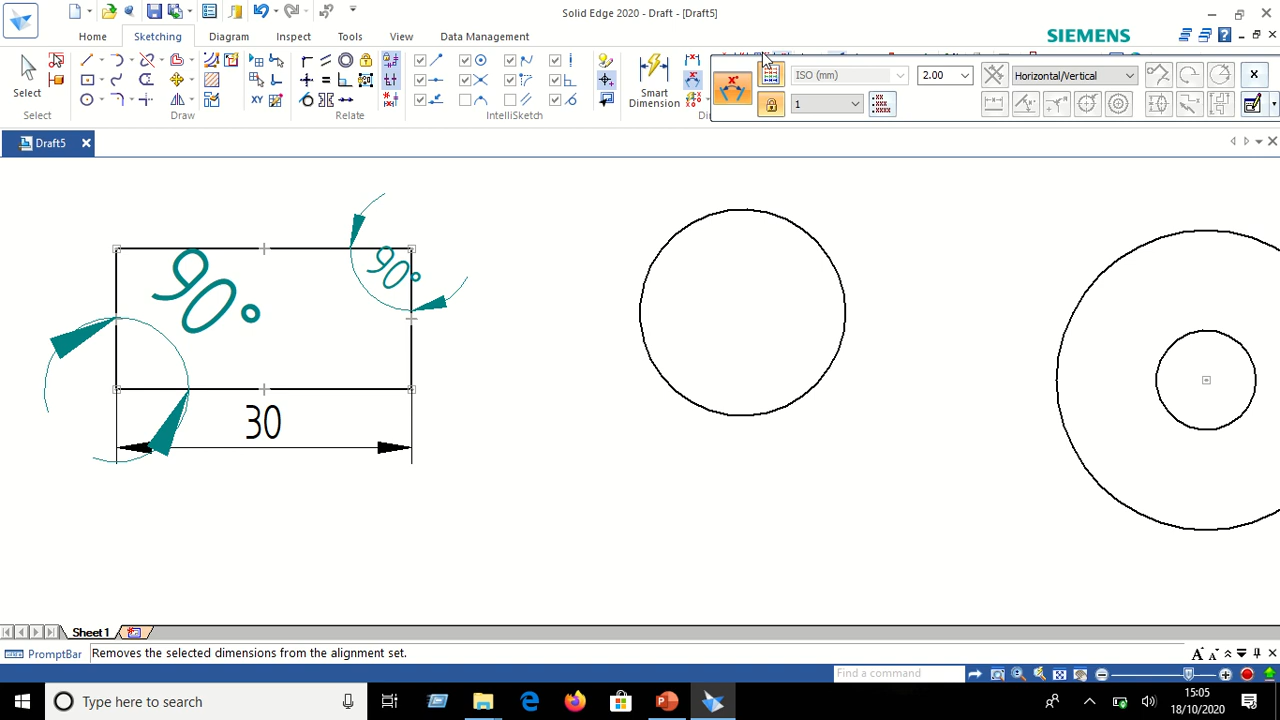 Solid Edge 2020 - Draft - [Draft5]
Home Sketching Diagram Inspect Tools View Data Management
SIEMENS
Select
Smart
Dimension
ISO (mm)
2.00
Horizontal/Vertical
1
Select
Draw
Relate
IntelliSketch
Draft5
90°
90°
30
Sheet 1
PromptBar
Removes the selected dimensions from the alignment set.
Find a command
Type here to search
15:05
18/10/2020